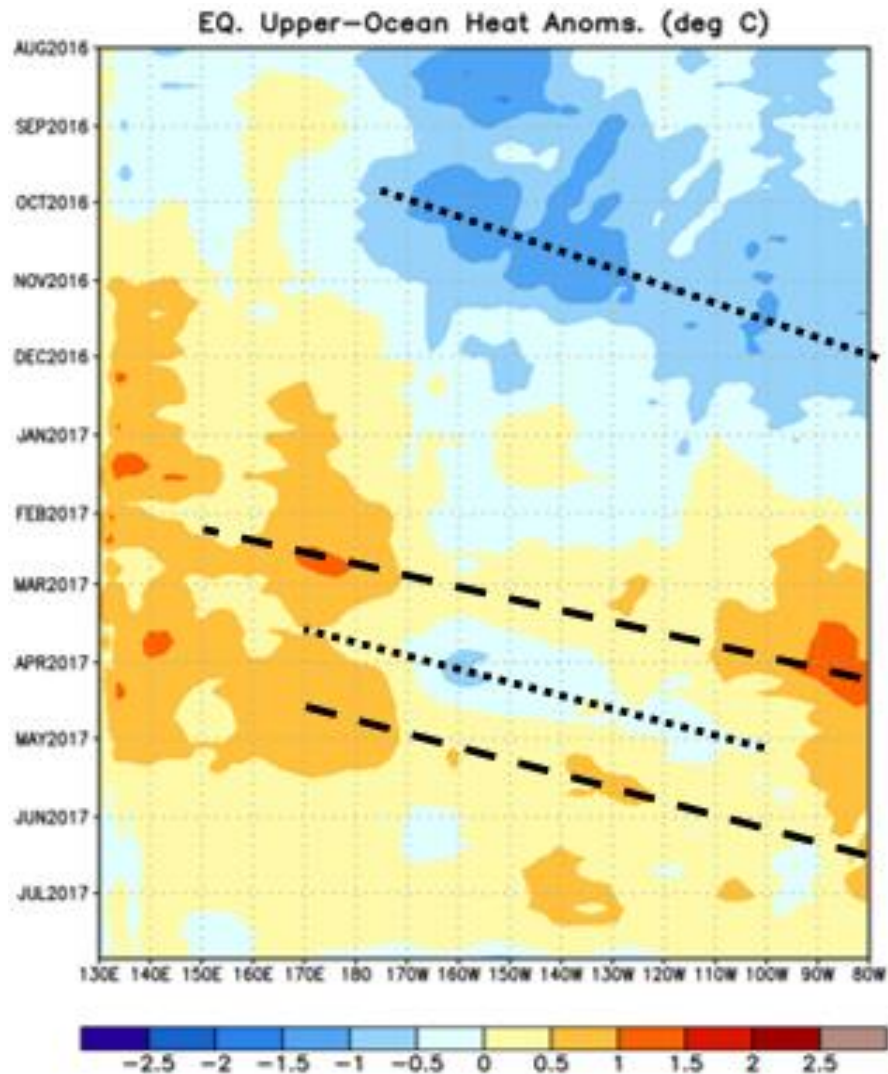 EQ. Upper-Ocean Heat Anoms. (deg C)
AUG2016
SEP2016
OCT2016
NOV2016
DEC2016
JAN2017
FEB2017
MAR2017
APR2017
MAY2017
JUN2017
JUL2017
130E 140E 150E 160E 170E 180 170W 160W 150W 140W 130W 120W 110W 100W 90W 80W
-2.5 -2 -1.5 -1 -0.5 0 0.5 1 1.5 2 2.5